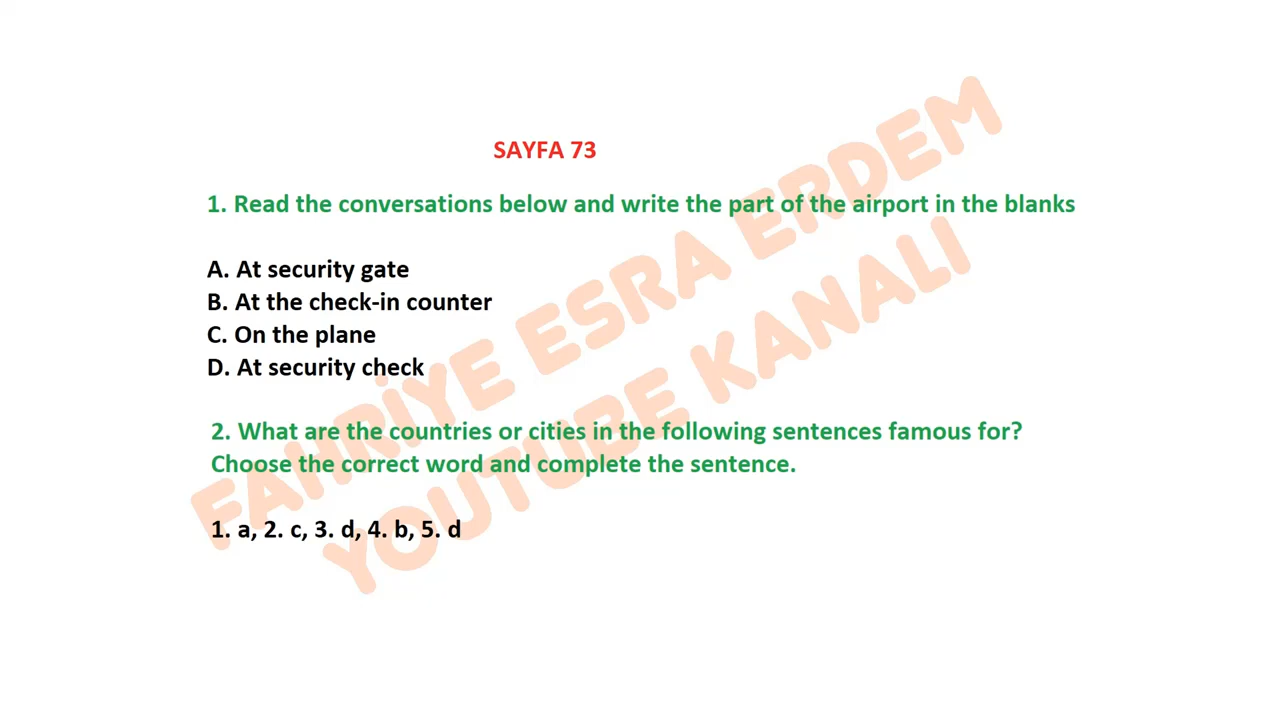 SAYFA 73
1. Read the conversations below and write the part of the airport in the blanks
A. At security gate
B. At the check-in counter
C. On the plane
D. At security check
2. What are the countries or cities in the following sentences famous for?
Choose the correct word and complete the sentence.
1. a, 2. c, 3. d, 4. b, 5. d
FAHRİYE ESRA ERDEM
YOUTUBE KANALI